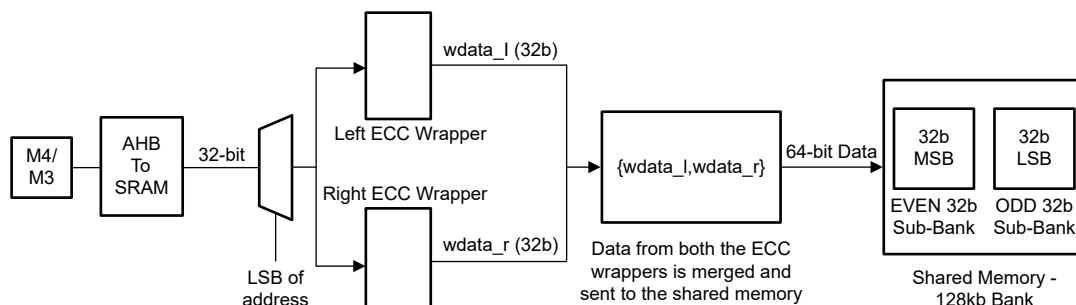 M4/
M3
AHB
To
SRAM
32-bit
LSB of
address
wdata_l (32b)
Left ECC Wrapper
Right ECC Wrapper
wdata_r (32b)
{wdata_l,wdata_r}
Data from both the ECC
wrappers is merged and
sent to the shared memory
64-bit Data
32b
MSB
EVEN 32b
Sub-Bank
32b
LSB
ODD 32b
Sub-Bank
Shared Memory -
128kb Bank